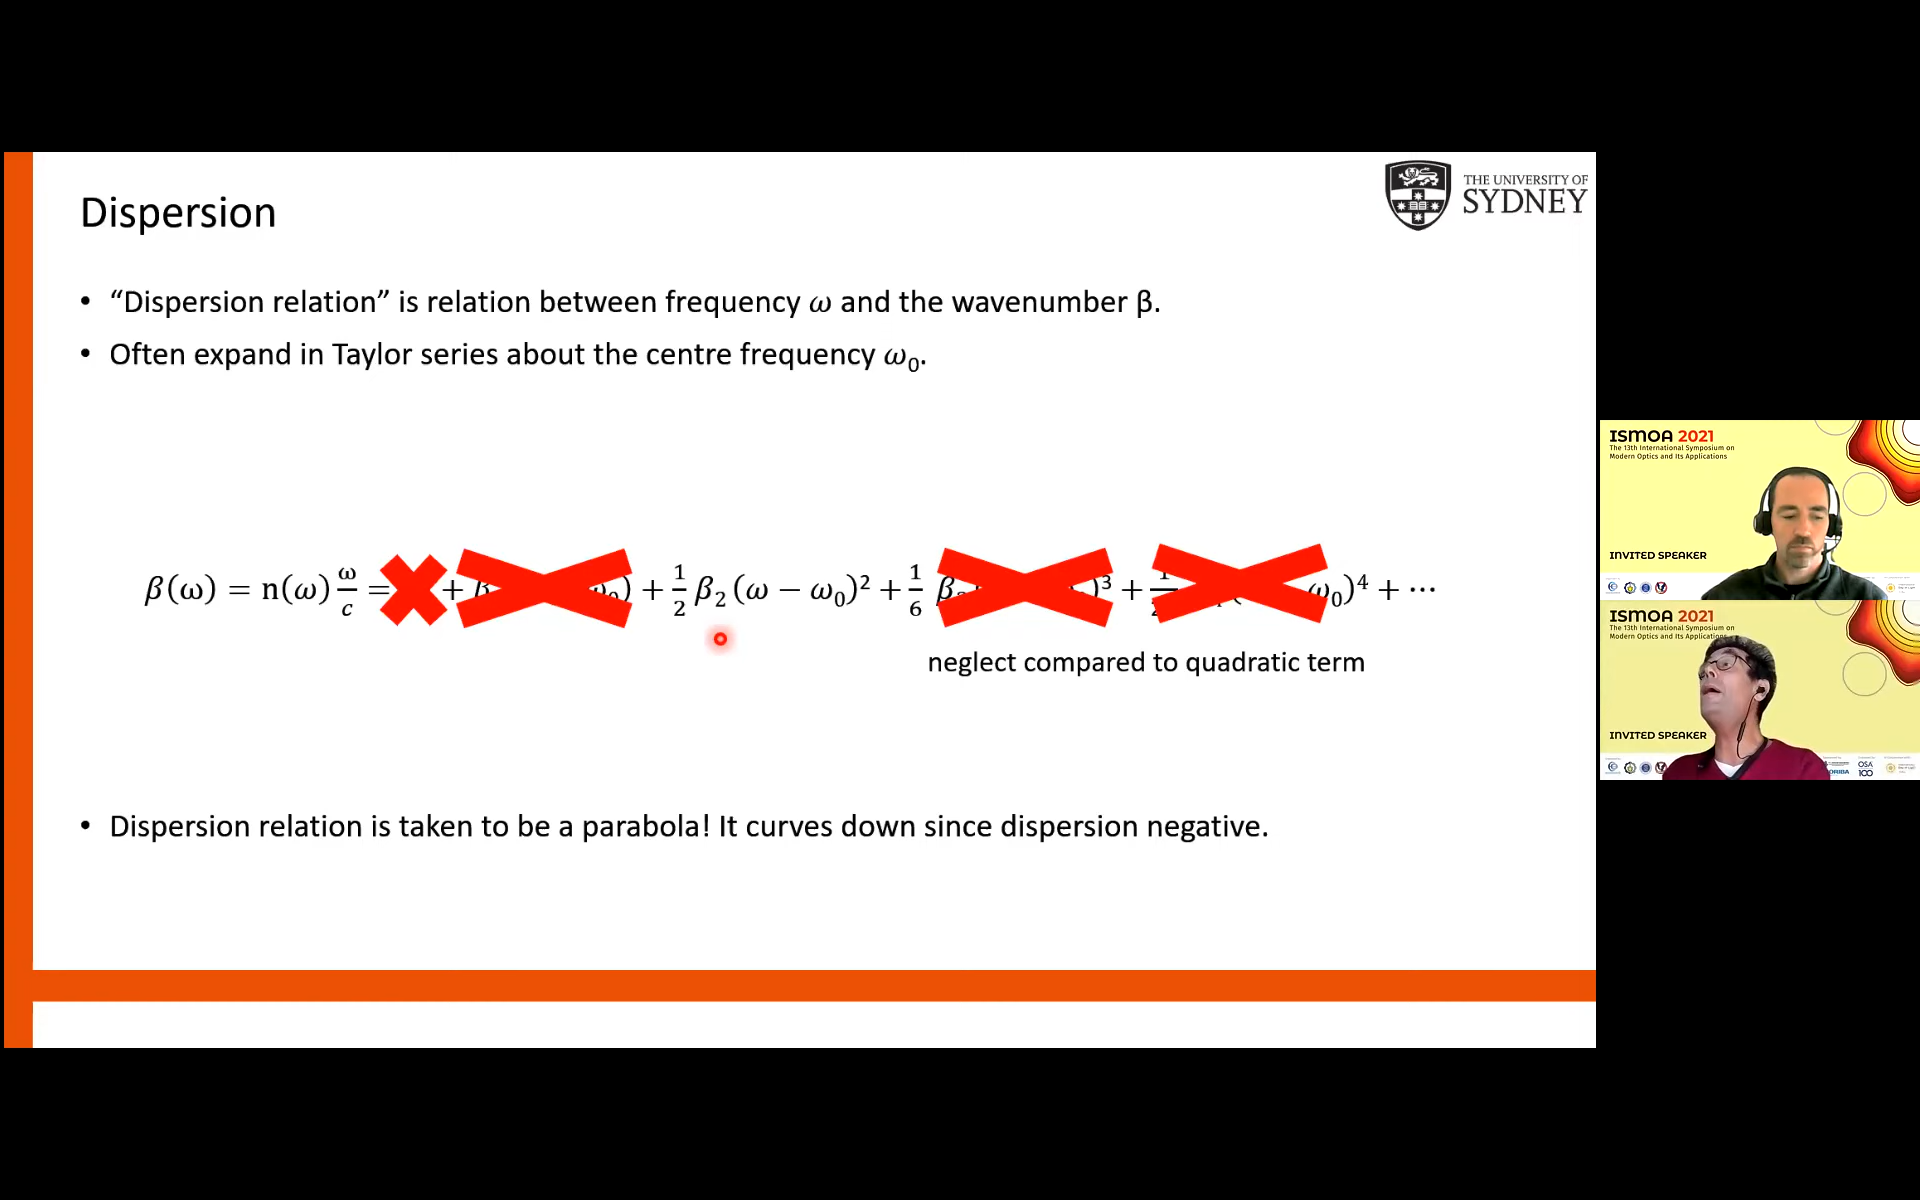 THE UNIVERSITY OF
SYDNEY
Dispersion
• “Dispersion relation” is relation between frequency ω and the wavenumber β.
• Often expand in Taylor series about the centre frequency ω₀.
β(ω) = n(ω) ω/c = + + 1/2 β₂ (ω − ω₀)² + 1/6 )³ + ω₀)⁴ + ⋯
neglect compared to quadratic term
• Dispersion relation is taken to be a parabola! It curves down since dispersion negative.
ISMOA 2021
The 13th International Symposium on
Modern Optics and Its Applications
INVITED SPEAKER
ISMOA 2021
The 13th International Symposium on
Modern Optics and Its Applications
INVITED SPEAKER
OSA
100